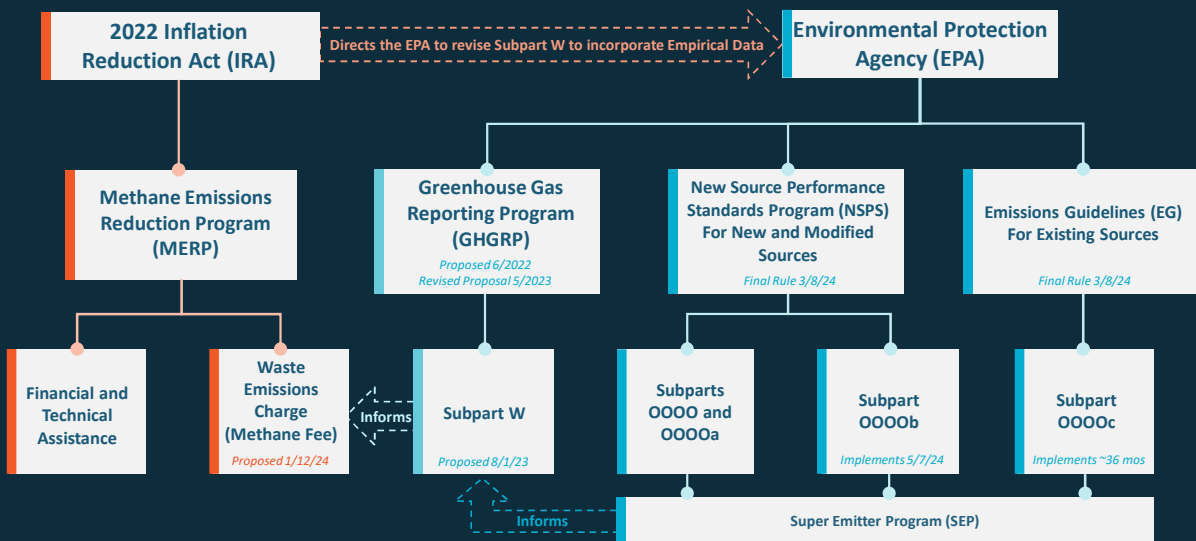 2022 Inflation
Reduction Act (IRA)
Directs the EPA to revise Subpart W to incorporate Empirical Data
Environmental Protection
Agency (EPA)
Methane Emissions
Reduction Program
(MERP)
Greenhouse Gas
Reporting Program
(GHGRP)
Proposed 6/2022
Revised Proposal 5/2023
New Source Performance
Standards Program (NSPS)
For New and Modified
Sources
Final Rule 3/8/24
Emissions Guidelines (EG)
For Existing Sources
Final Rule 3/8/24
Financial and
Technical
Assistance
Waste
Emissions
Charge
(Methane Fee)
Proposed 1/12/24
Informs
Subpart W
Proposed 8/1/23
Subparts
OOOO and
OOOOa
Subpart
OOOOb
Implements 5/7/24
Subpart
OOOOc
Implements ~36 mos
Informs
Super Emitter Program (SEP)